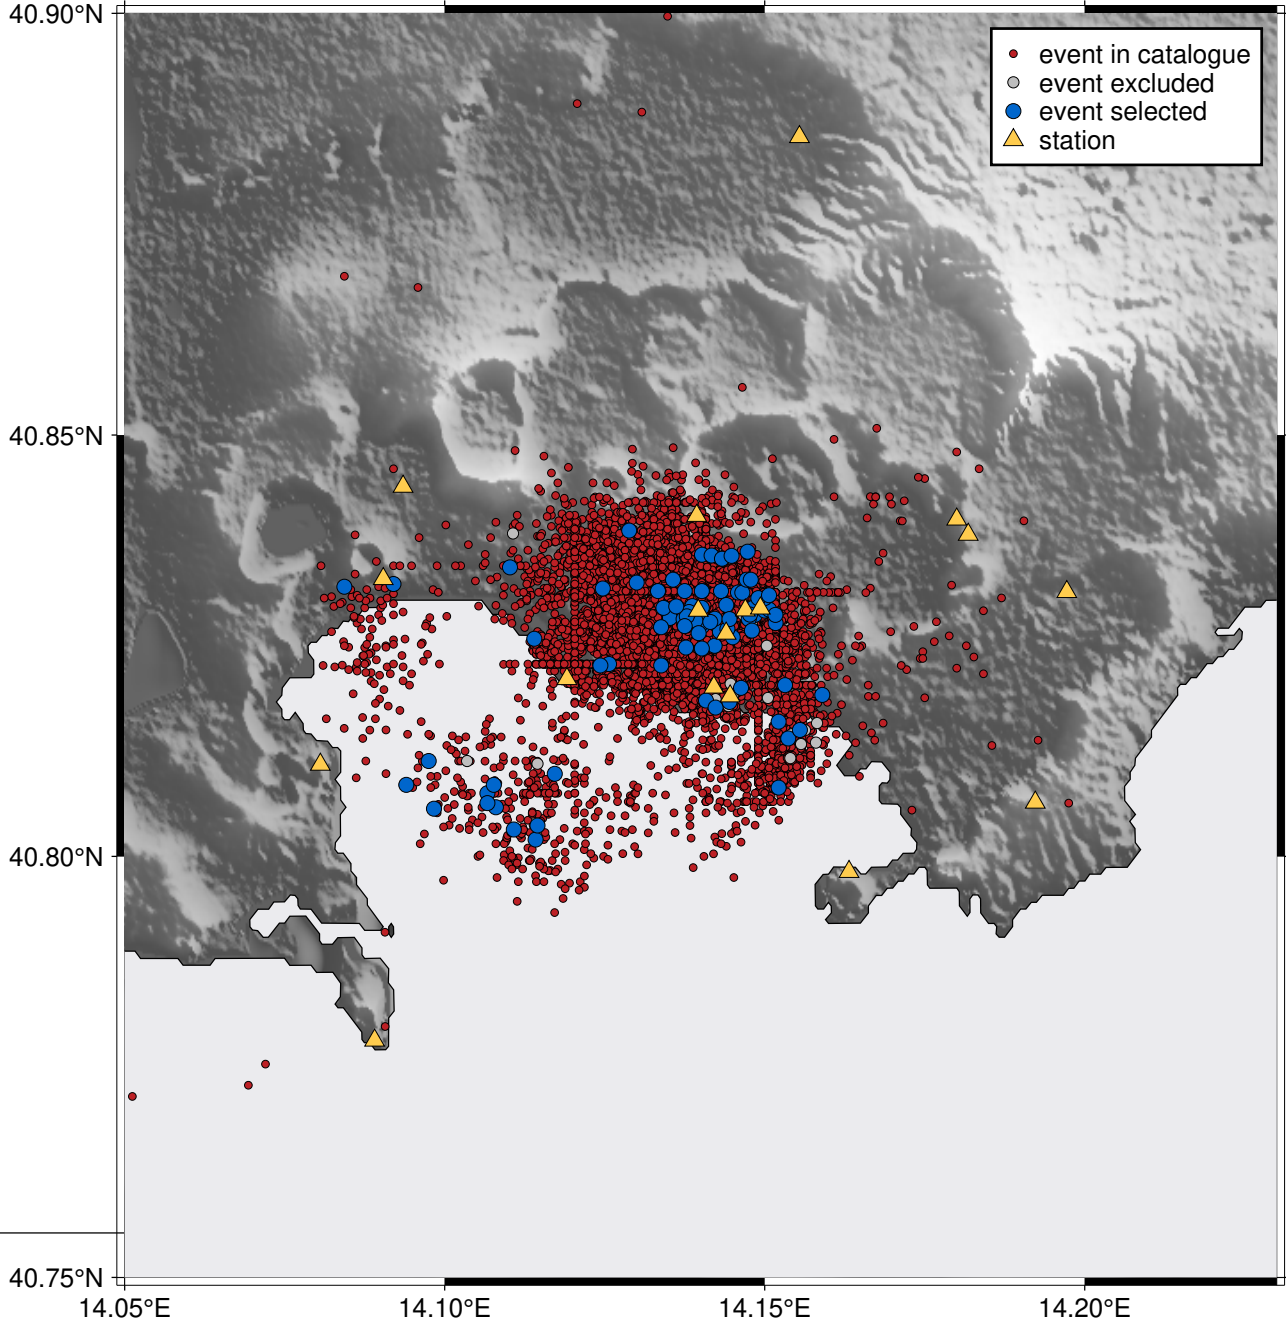 40.90°N
event in catalogue
event excluded
event selected
station
40.85°N
40.80°N
40.75°N
14.05°E
14.10°E
14.15°E
14.20°E